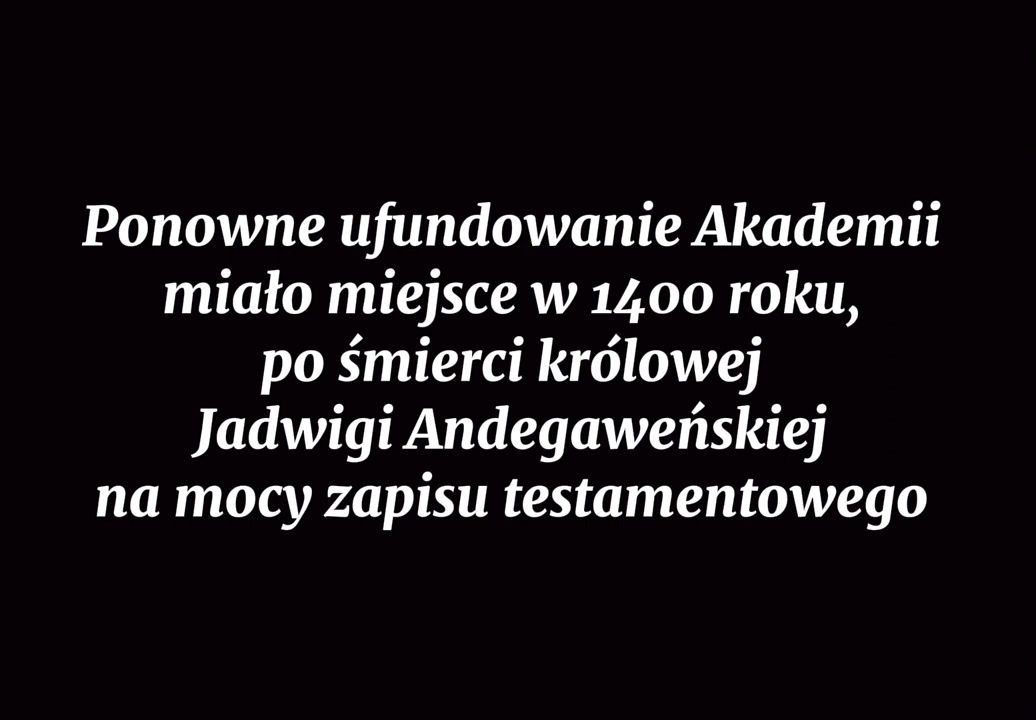 Ponowne ufundowanie Akademii
miało miejsce w 1400 roku,
po śmierci królowej
Jadwigi Andegaweńskiej
na mocy zapisu testamentowego